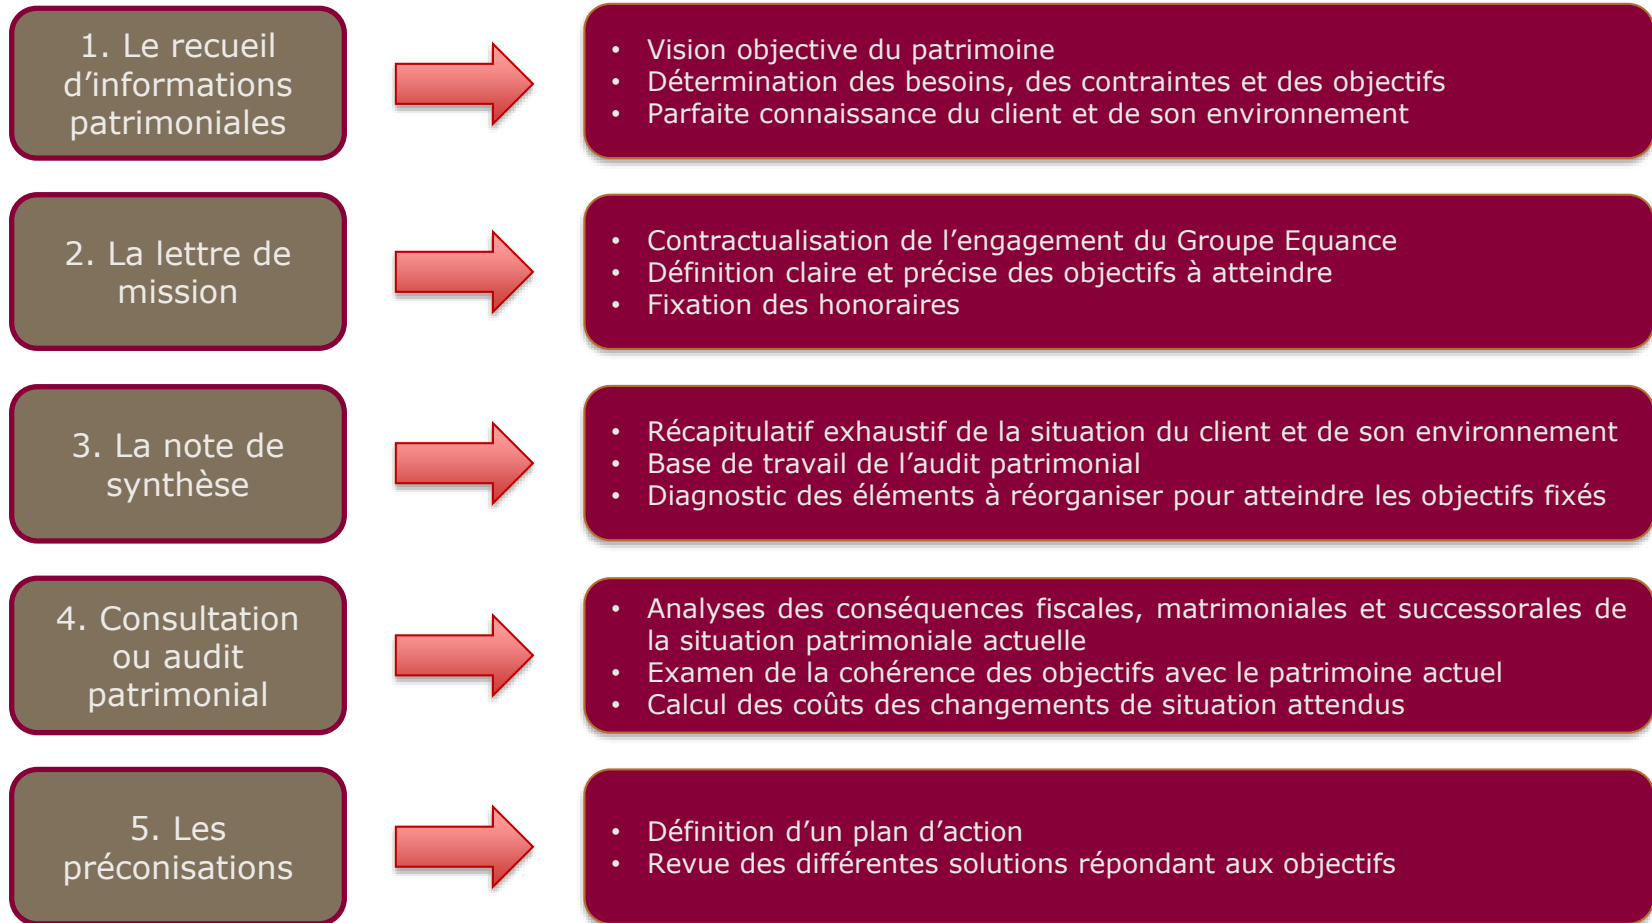 1. Le recueil
d’informations
patrimoniales
• Vision objective du patrimoine
• Détermination des besoins, des contraintes et des objectifs
• Parfaite connaissance du client et de son environnement
2. La lettre de
mission
• Contractualisation de l’engagement du Groupe Equance
• Définition claire et précise des objectifs à atteindre
• Fixation des honoraires
3. La note de
synthèse
• Récapitulatif exhaustif de la situation du client et de son environnement
• Base de travail de l’audit patrimonial
• Diagnostic des éléments à réorganiser pour atteindre les objectifs fixés
4. Consultation
ou audit
patrimonial
• Analyses des conséquences fiscales, matrimoniales et successorales de
la situation patrimoniale actuelle
• Examen de la cohérence des objectifs avec le patrimoine actuel
• Calcul des coûts des changements de situation attendus
5. Les
préconisations
• Définition d’un plan d’action
• Revue des différentes solutions répondant aux objectifs